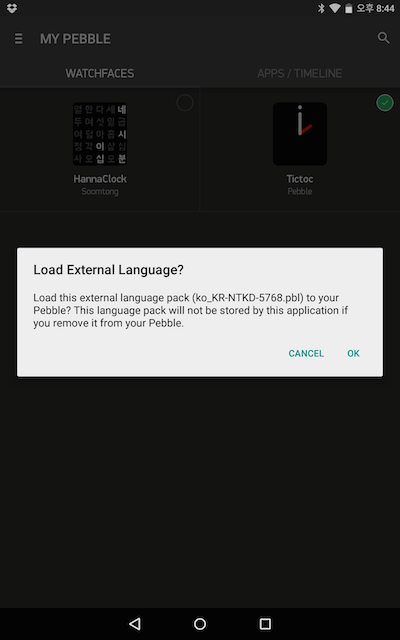 오후 8:44
MY PEBBLE
WATCHFACES
APPS / TIMELINE
열 한 다 세 네
두 여 섯 일 곱
여 덟 아 홉 시
정 각 이 삼 십
사 오 십 오 분
HannaClock
Soomtong
Tictoc
Pebble
Load External Language?
Load this external language pack (ko_KR-NTKD-5768.pbl) to your
Pebble? This language pack will not be stored by this application if
you remove it from your Pebble.
CANCEL
OK